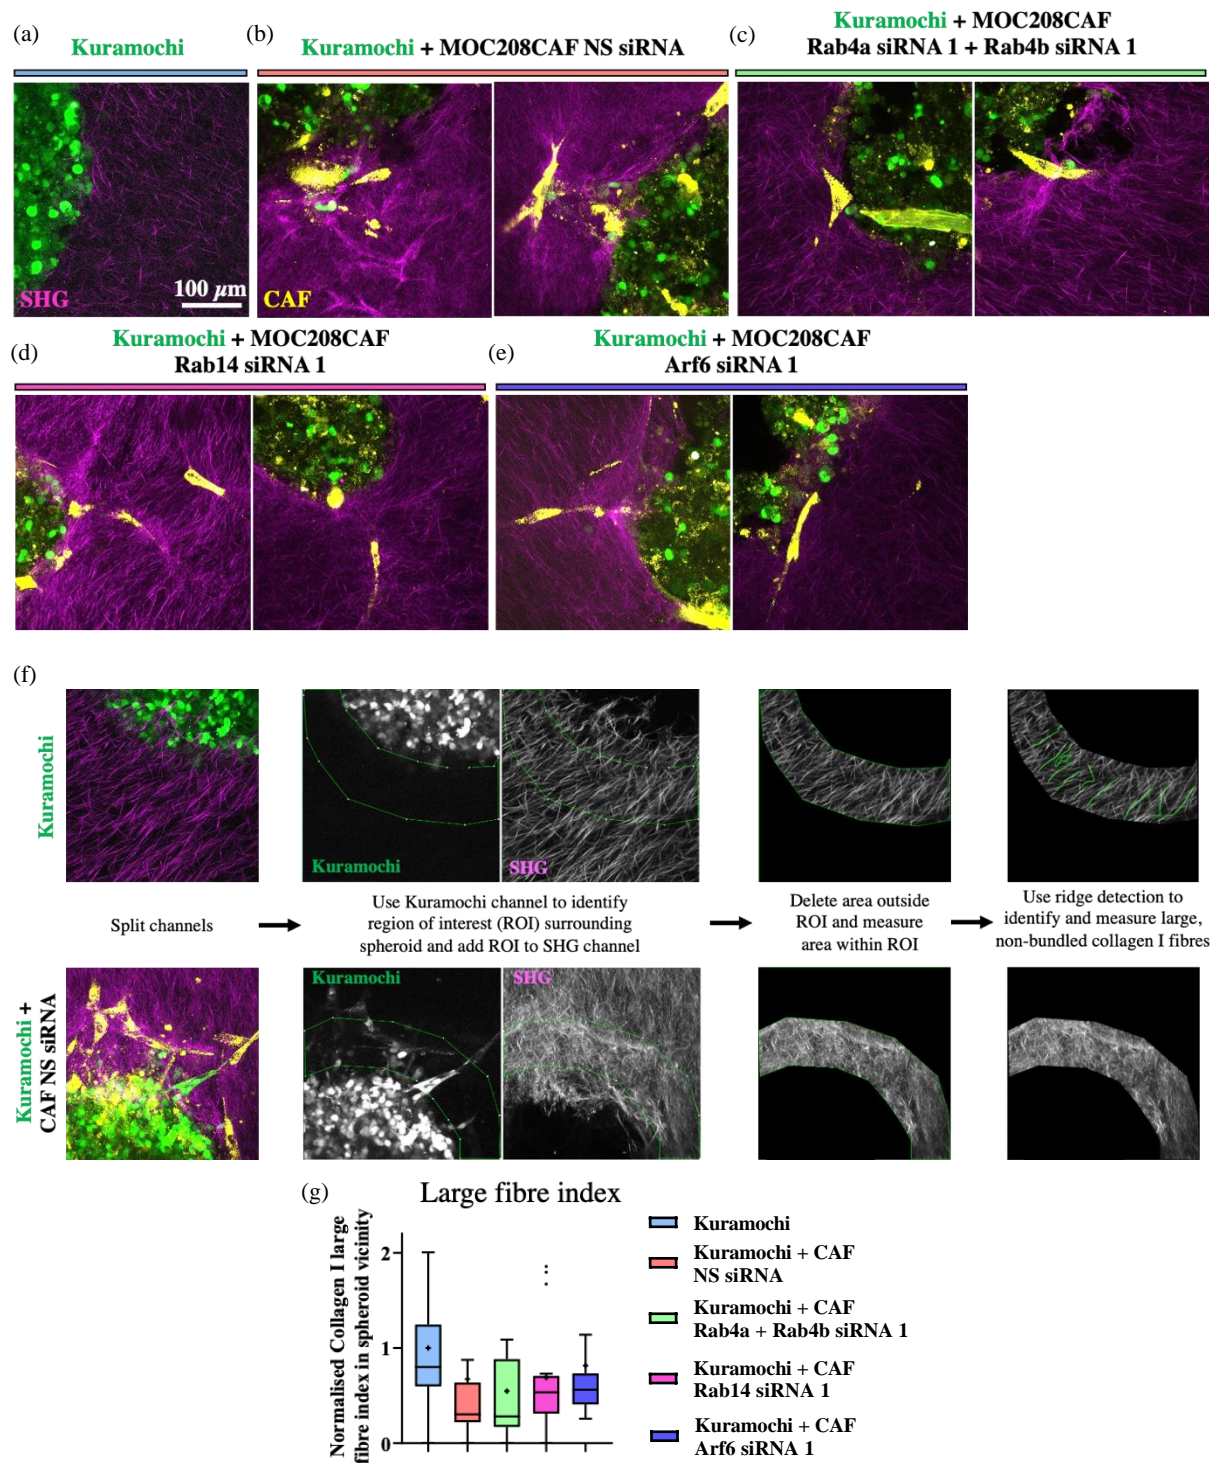 (a)
Kuramochi
(b)
Kuramochi + MOC208CAF NS siRNA
(c)
Kuramochi + MOC208CAF
Rab4a siRNA 1 + Rab4b siRNA 1
SHG
100 µm
CAF
(d)
Kuramochi + MOC208CAF
Rab14 siRNA 1
(e)
Kuramochi + MOC208CAF
Arf6 siRNA 1
(f)
Kuramochi
Kuramochi
SHG
Split channels
Use Kuramochi channel to identify
region of interest (ROI) surrounding
spheroid and add ROI to SHG channel
Delete area outside
ROI and measure
area within ROI
Use ridge detection to
identify and measure large,
non-bundled collagen I fibres
Kuramochi +
CAF NS siRNA
Kuramochi
SHG
(g)
Large fibre index
Normalised Collagen I large
fibre index in spheroid vicinity
2
1
0
Kuramochi
Kuramochi + CAF
NS siRNA
Kuramochi + CAF
Rab4a + Rab4b siRNA 1
Kuramochi + CAF
Rab14 siRNA 1
Kuramochi + CAF
Arf6 siRNA 1